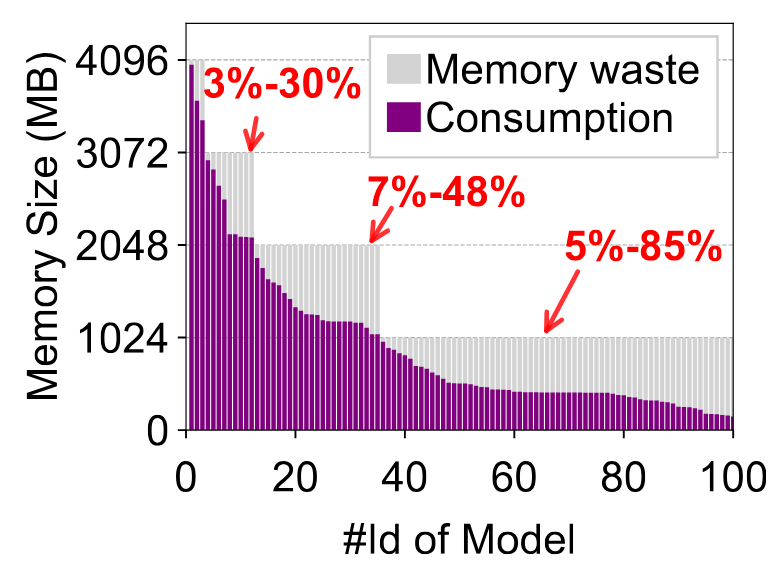 Memory Size (MB)
4096
3072
2048
1024
0
3%-30%
7%-48%
5%-85%
Memory waste
Consumption
0 20 40 60 80 100
#Id of Model